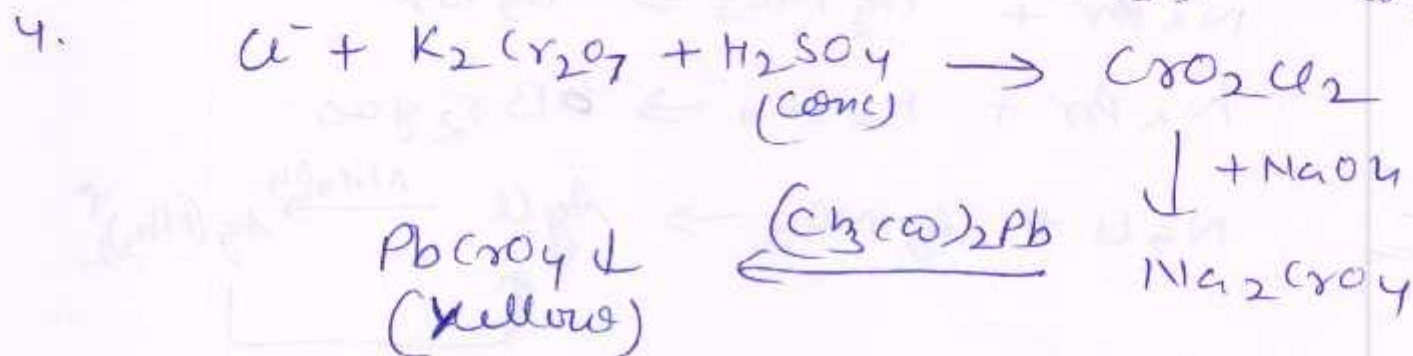 4. Cl⁻ + K₂Cr₂O₇ + H₂SO₄ → CrO₂Cl₂
(conc)
↓ + NaOH
PbCrO₄↓ ← (CH₃COO)₂Pb Na₂CrO₄
(Yellow)